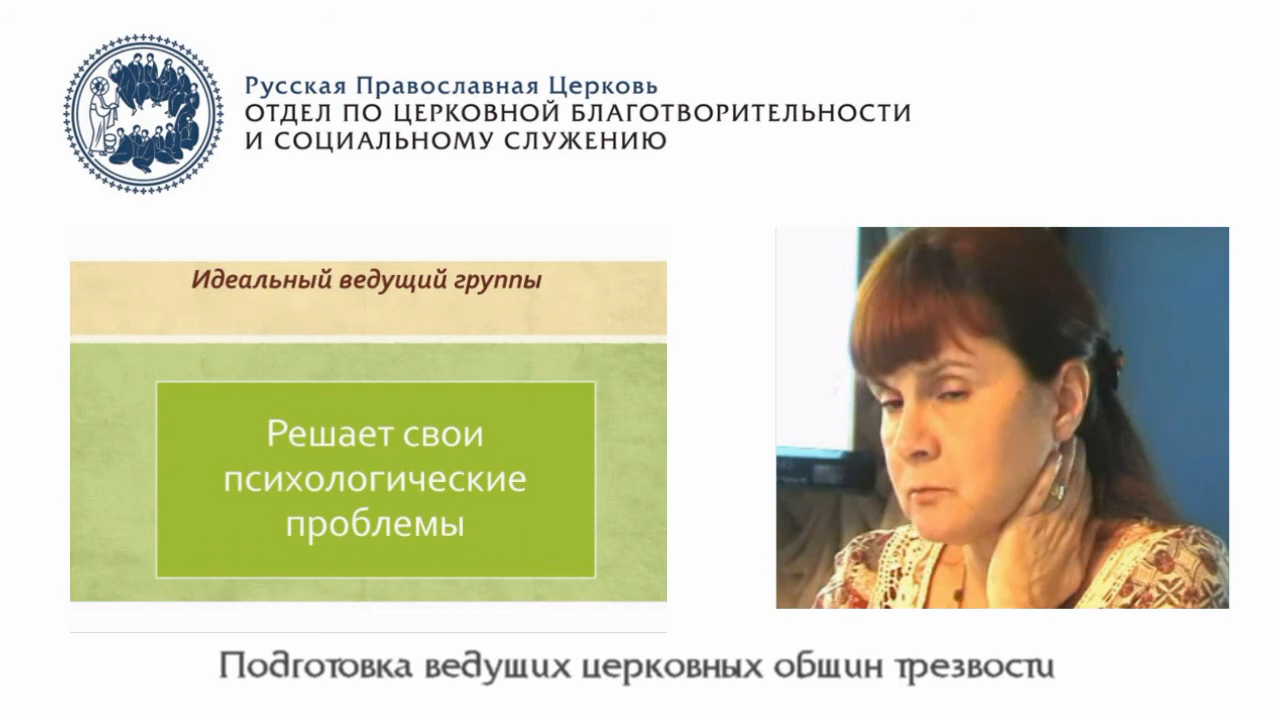 Русская Православная Церковь
ОТДЕЛ ПО ЦЕРКОВНОЙ БЛАГОТВОРИТЕЛЬНОСТИ
И СОЦИАЛЬНОМУ СЛУЖЕНИЮ
Идеальный ведущий группы
Решает свои
психологические
проблемы
Подготовка ведущих церковных общин трезвости